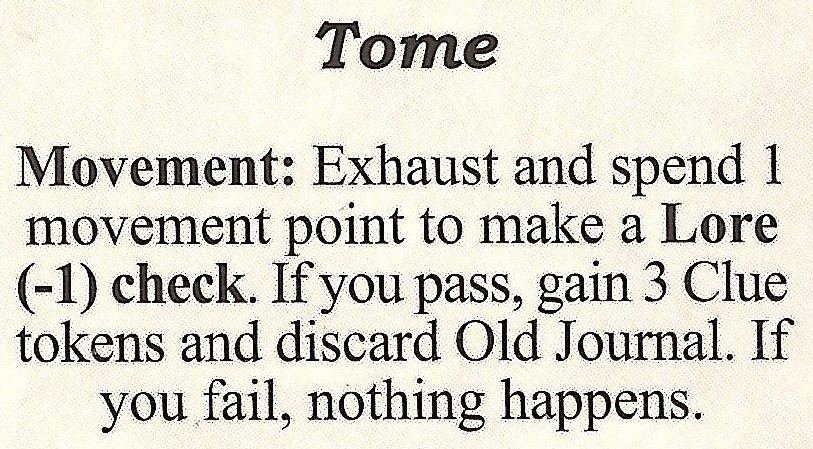 Tome
Movement: Exhaust and spend 1
movement point to make a Lore
(-1) check. If you pass, gain 3 Clue
tokens and discard Old Journal. If
you fail, nothing happens.